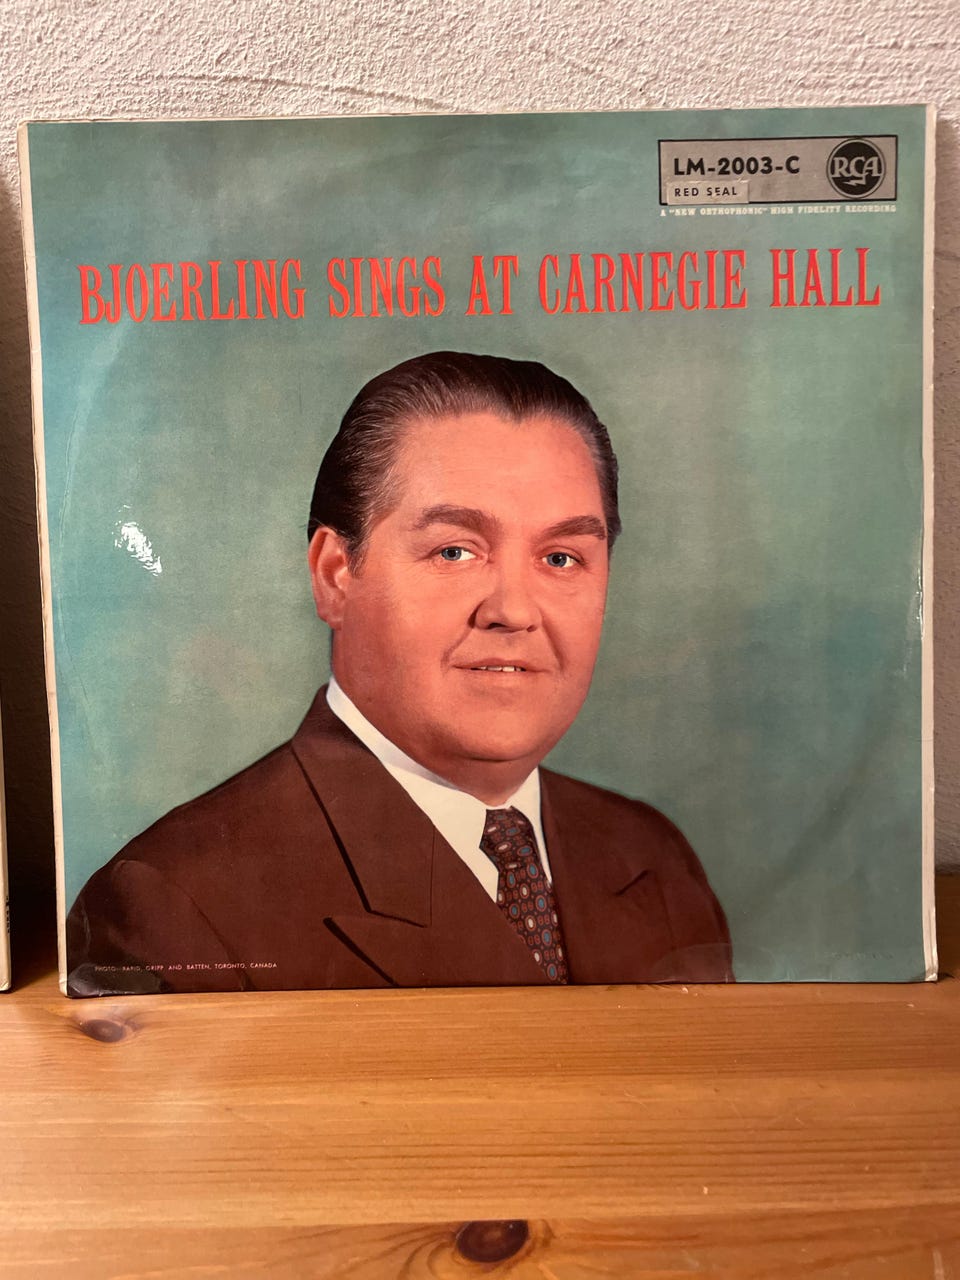 LM-2003-C
RCA
RED SEAL
A "NEW ORTHOPHONIC" HIGH FIDELITY RECORDING
BJOERLING SINGS AT CARNEGIE HALL
PHOTO—RAPID, GRIPP AND BATTEN, TORONTO, CANADA